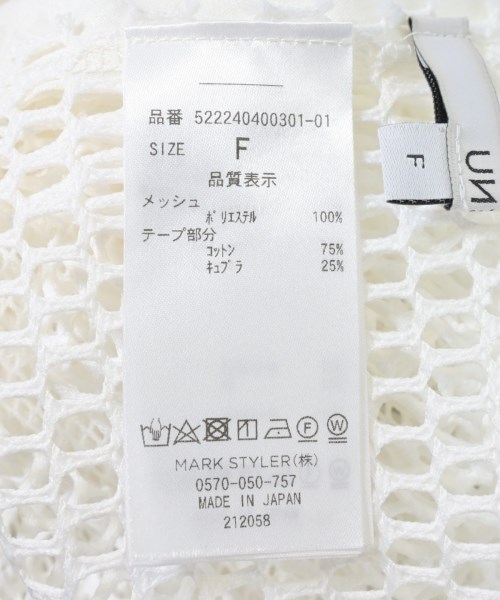 品番 522240400301-01
SIZE F
品質表示
メッシュ
ポリエステル 100%
テープ部分
コットン 75%
キュプラ 25%
F
W
MARK STYLER(株)
0570-050-757
MADE IN JAPAN
212058
F
UN